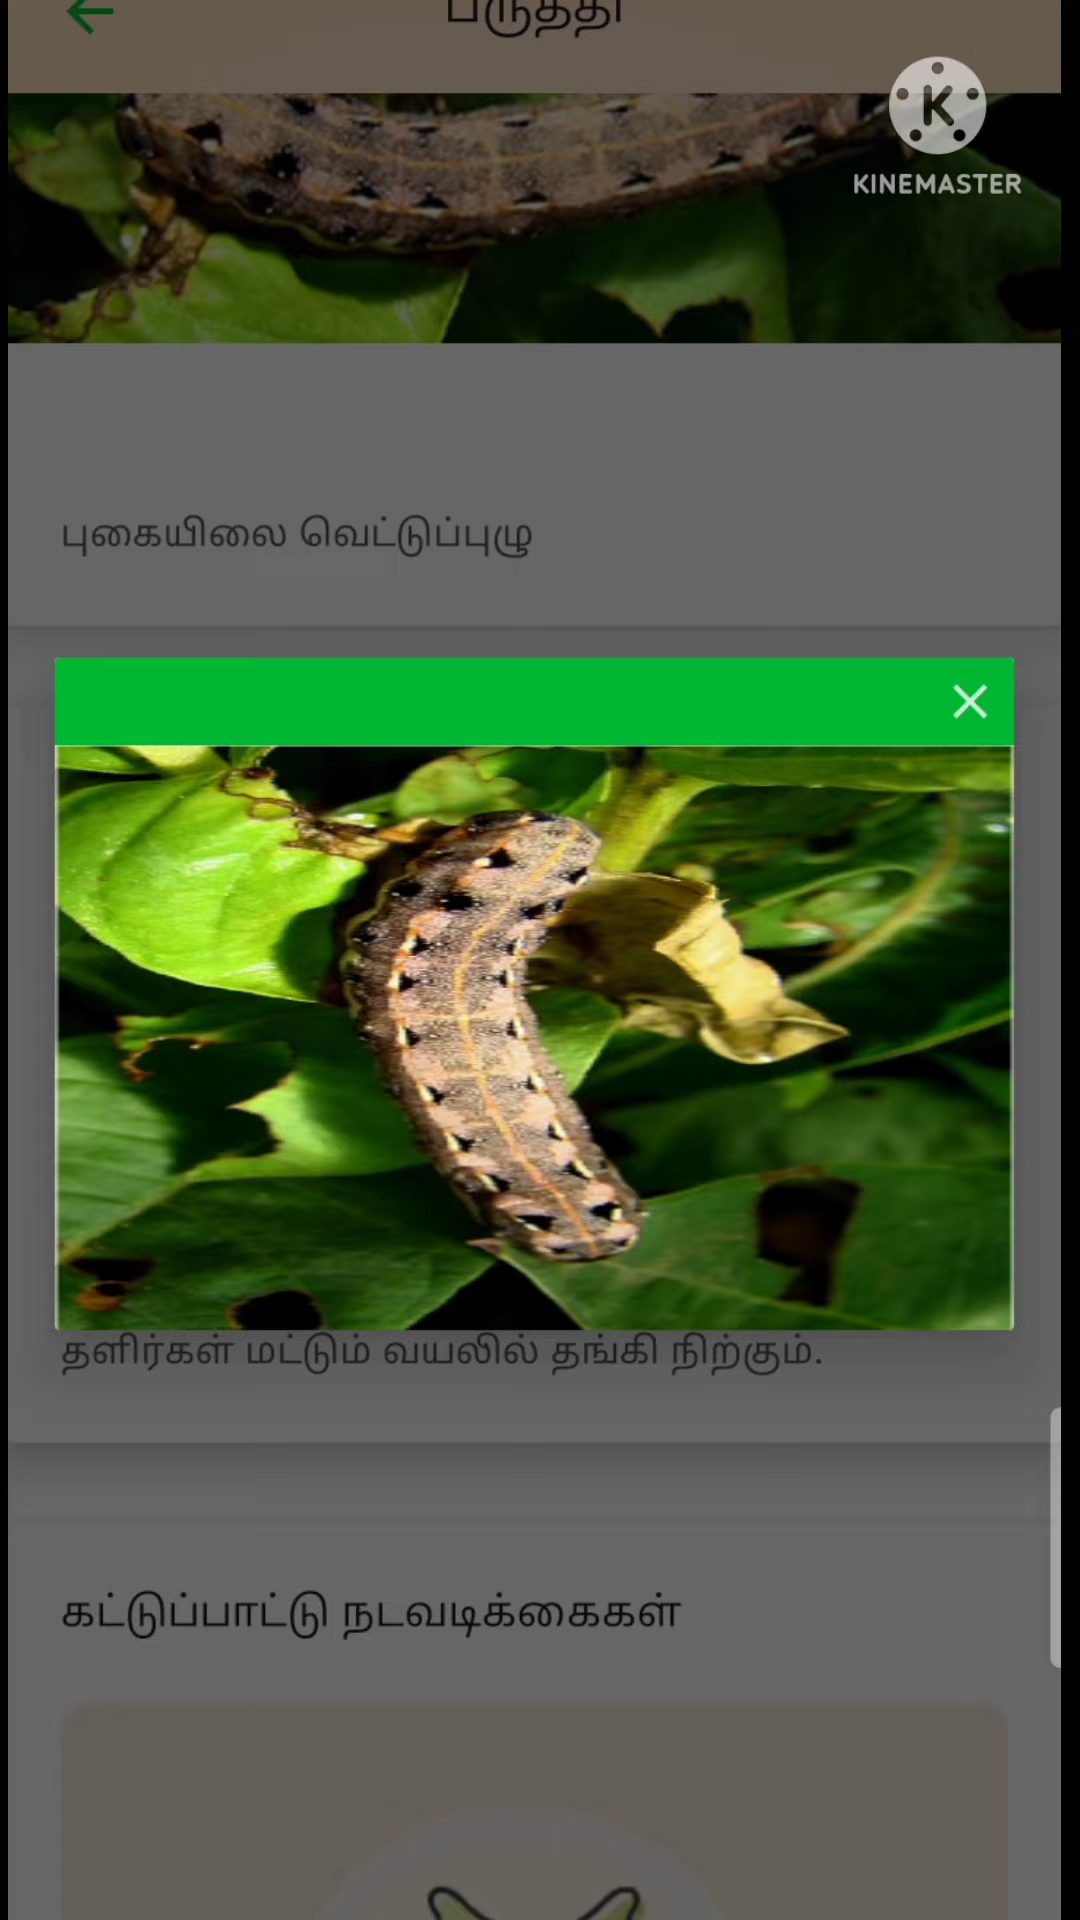 பருத்தி
KINEMASTER
புகையிலை வெட்டுப்புழு
தளிர்கள் மட்டும் வயலில் தங்கி நிற்கும்.
கட்டுப்பாட்டு நடவடிக்கைகள்